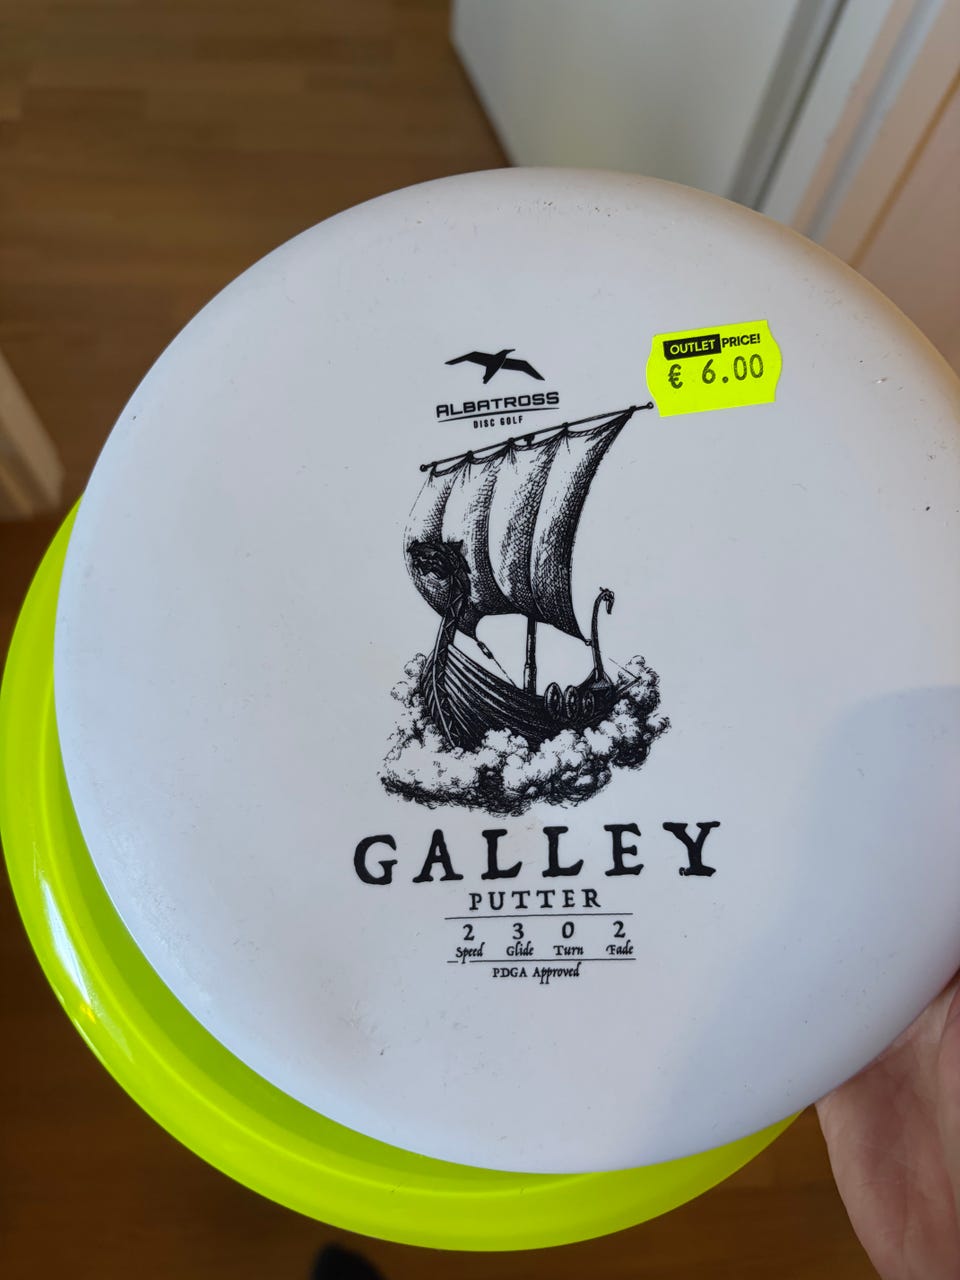 OUTLET PRICE!
€ 6.00
ALBATROSS
DISC GOLF
GALLEY
PUTTER
2 3 0 2
Speed Glide Turn Fade
PDGA Approved